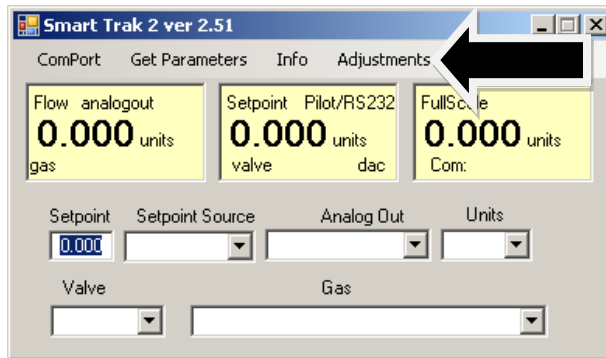 Smart Trak 2 ver 2.51
ComPort Get Parameters Info Adjustments
Flow analogout Setpoint Pilot/RS232 FullScale
0.000 units 0.000 units 0.000 units
gas valve dac Com:
Setpoint Setpoint Source Analog Out Units
0.000
Valve Gas